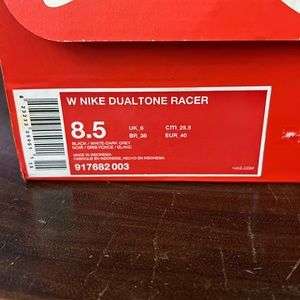 W NIKE DUALTONE RACER
8.5
UK_6
cm_25.5
BR_38
EUR_40
BLACK / WHITE-DARK GREY
NOIR / GRIS FONCE / BLANC
MADE IN INDONESIA
FABRIQUE EN INDONESIE, HECHO EN INDONESIA
917682 003
NIKE.COM